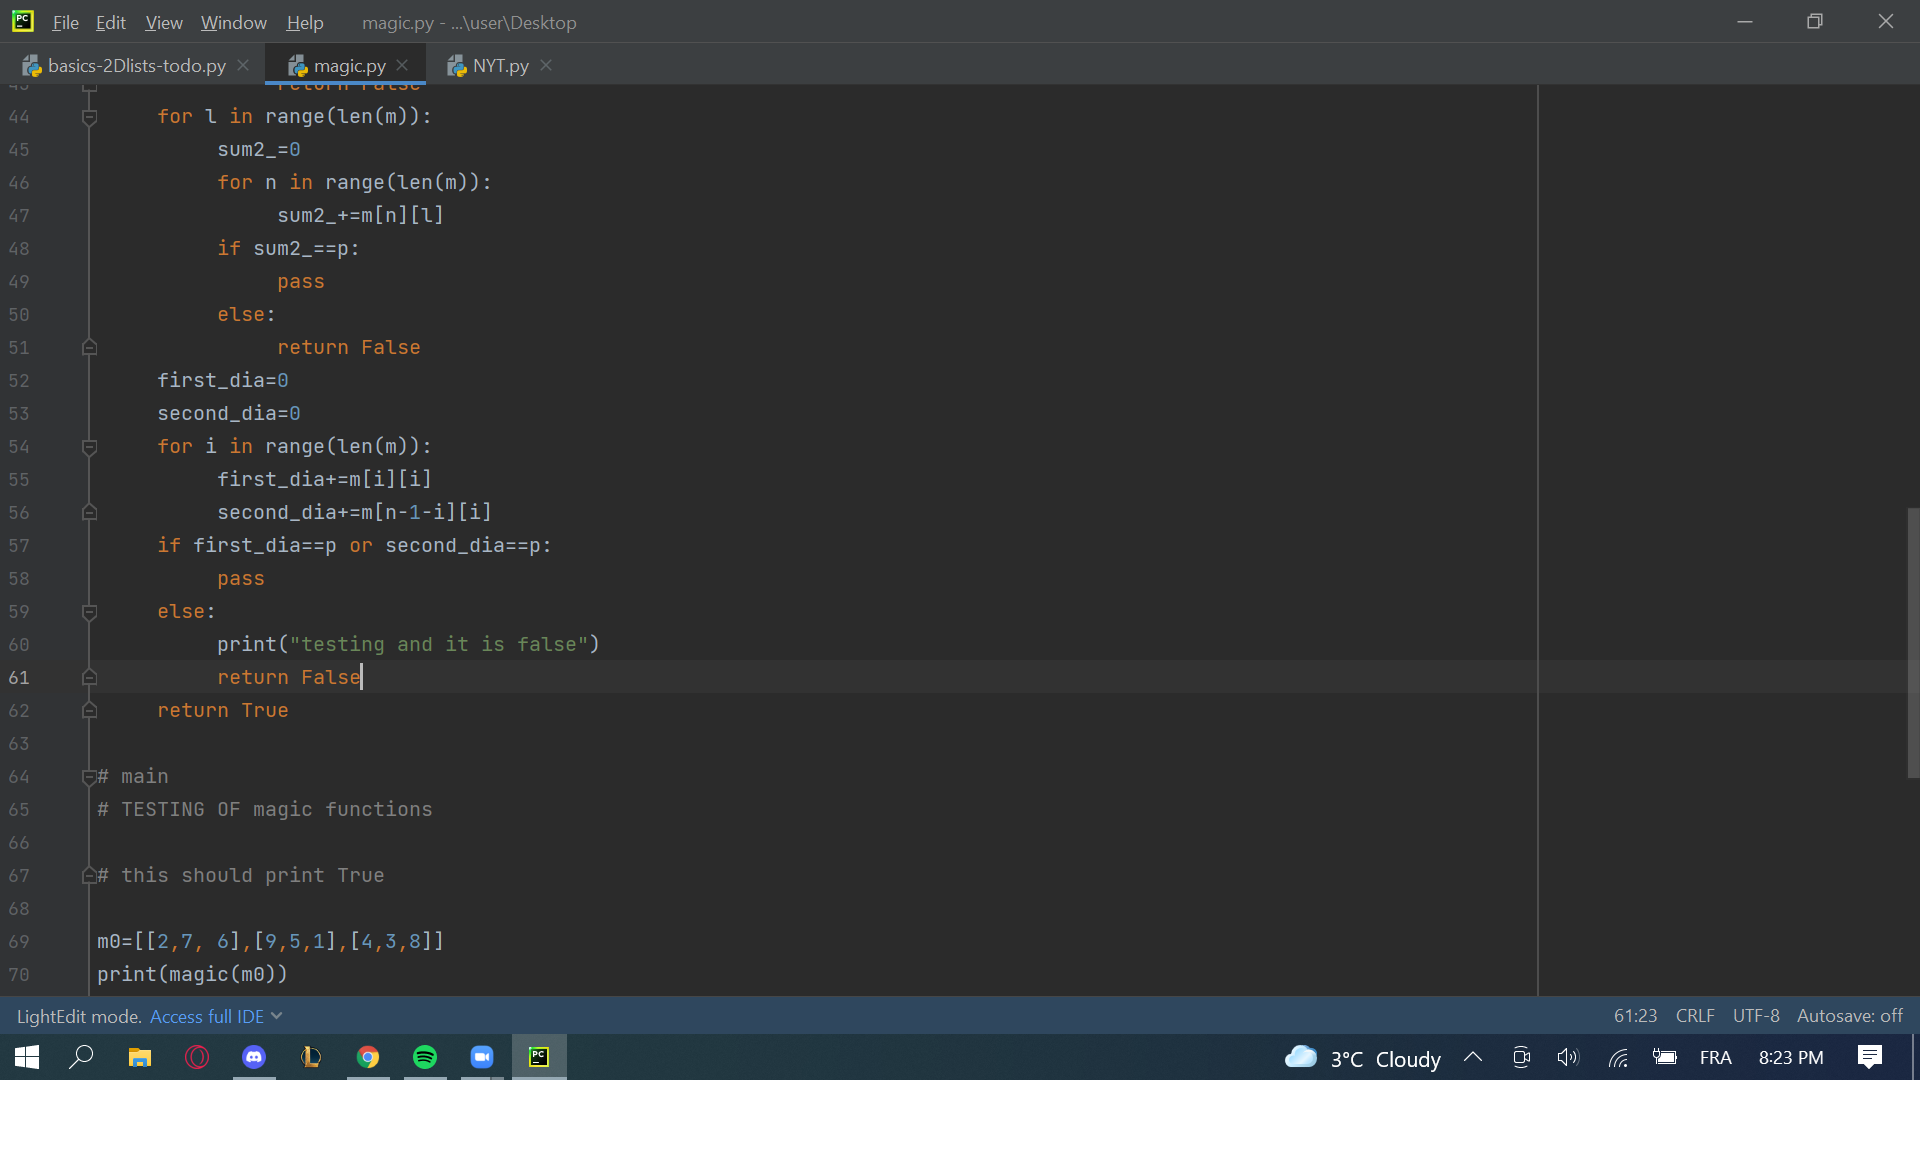 File Edit View Window Help magic.py - ...\user\Desktop
basics-2Dlists-todo.py magic.py NYT.py
return False
44 for l in range(len(m)):
45 sum2_=0
46 for n in range(len(m)):
47 sum2_+=m[n][l]
48 if sum2_==p:
49 pass
50 else:
51 return False
52 first_dia=0
53 second_dia=0
54 for i in range(len(m)):
55 first_dia+=m[i][i]
56 second_dia+=m[n-1-i][i]
57 if first_dia==p or second_dia==p:
58 pass
59 else:
60 print("testing and it is false")
61 return False
62 return True
63
64 # main
65 # TESTING OF magic functions
66
67 # this should print True
68
69 m0=[[2,7, 6],[9,5,1],[4,3,8]]
70 print(magic(m0))
LightEdit mode. Access full IDE 61:23 CRLF UTF-8 Autosave: off
PC 3°C Cloudy FRA 8:23 PM